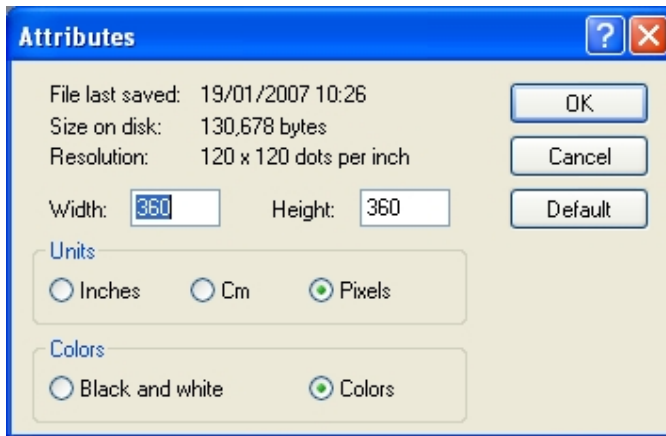 Attributes
File last saved: 19/01/2007 10:26
Size on disk: 130,678 bytes
Resolution: 120 x 120 dots per inch
Width: 360 Height: 360
Units
Inches Cm Pixels
Colors
Black and white Colors
OK
Cancel
Default